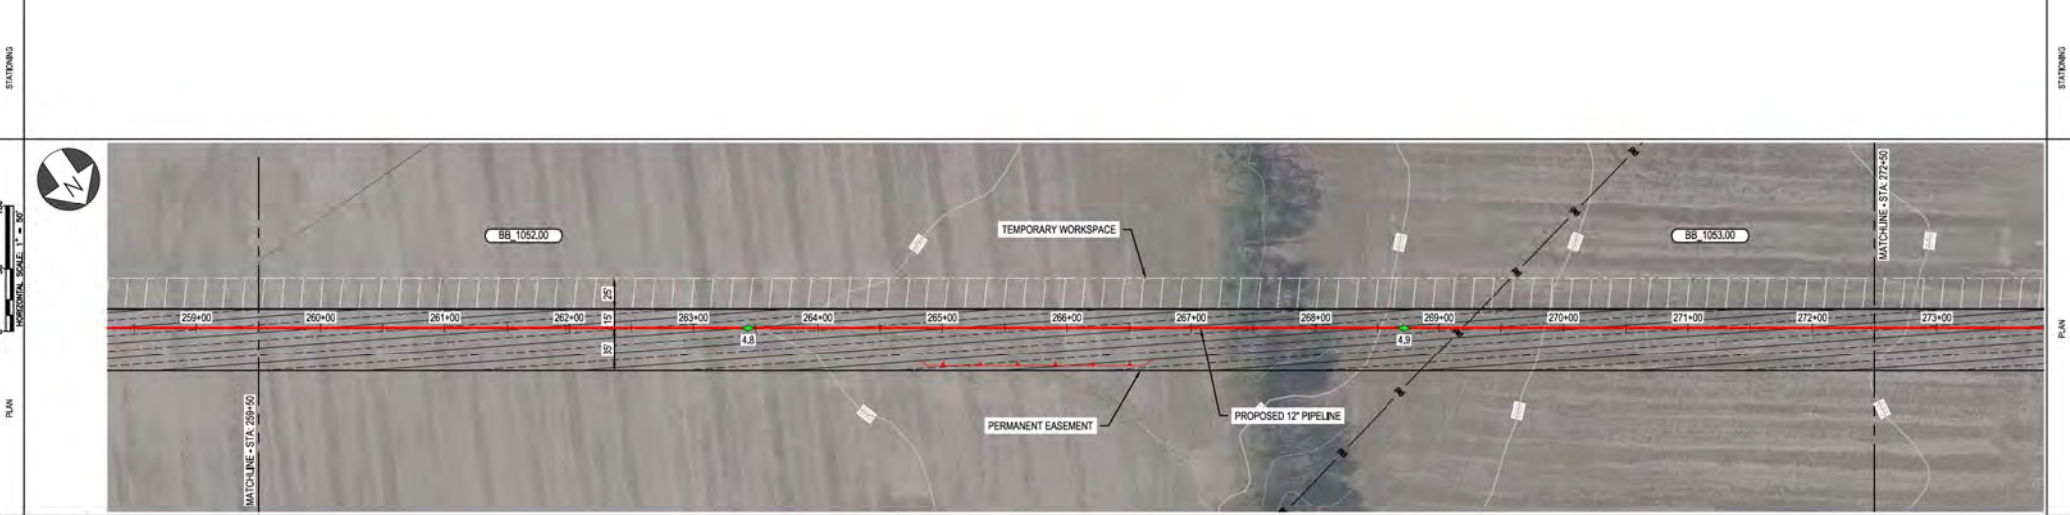 STATIONING
STATIONING
N
HORIZONTAL SCALE: 1" = 50'
PLAN
PLAN
MATCHLINE - STA: 259+50
MATCHLINE - STA: 272+50
BB_1052.00
BB_1053.00
TEMPORARY WORKSPACE
25'
15'
35'
259+00
260+00
261+00
262+00
263+00
264+00
265+00
266+00
267+00
268+00
269+00
270+00
271+00
272+00
273+00
4.8
4.9
PROPOSED 12" PIPELINE
PERMANENT EASEMENT